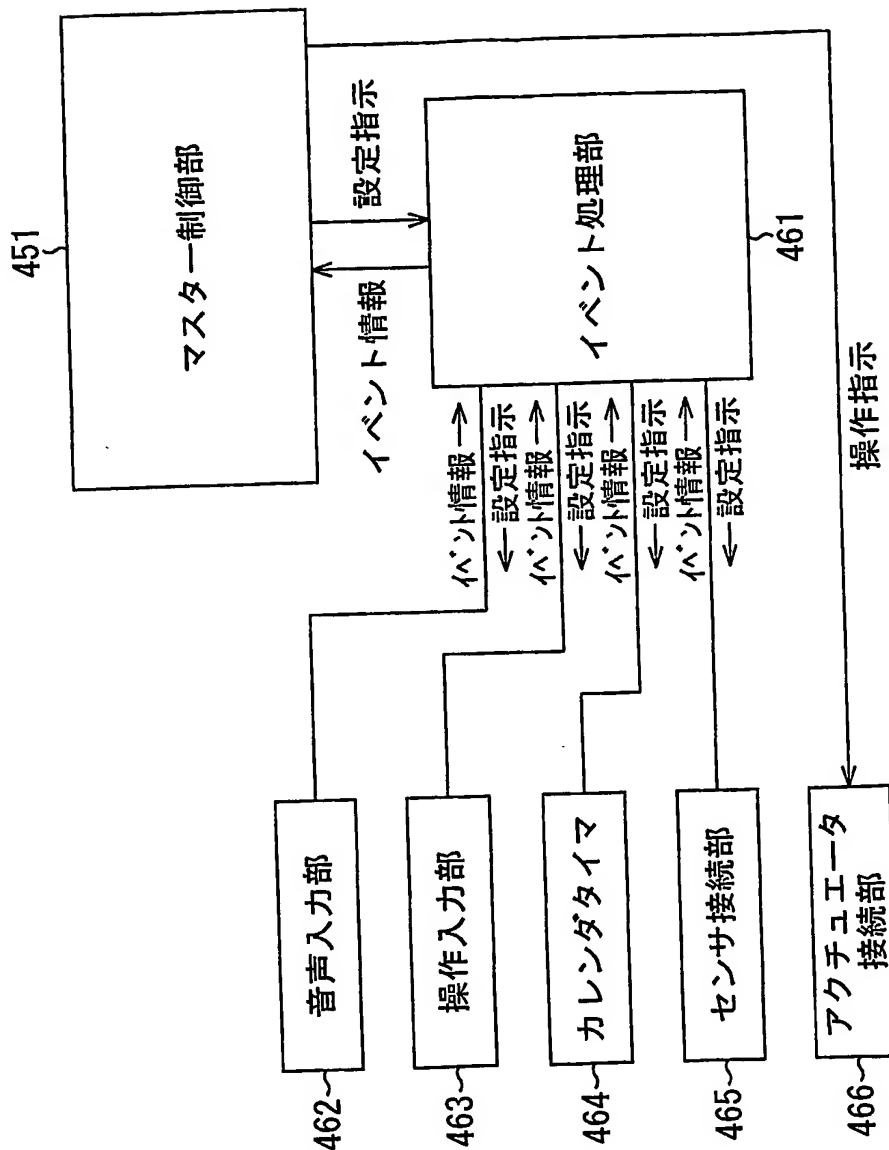 451
マスター制御部
イベント情報
設定指示
イベント処理部
461
イベント情報→
←設定指示
イベント情報→
←設定指示
イベント情報→
←設定指示
イベント情報→
←設定指示
操作指示
462
音声入力部
463
操作入力部
464
カレンダタイマ
465
センサ接続部
466
アクチュエータ
接続部